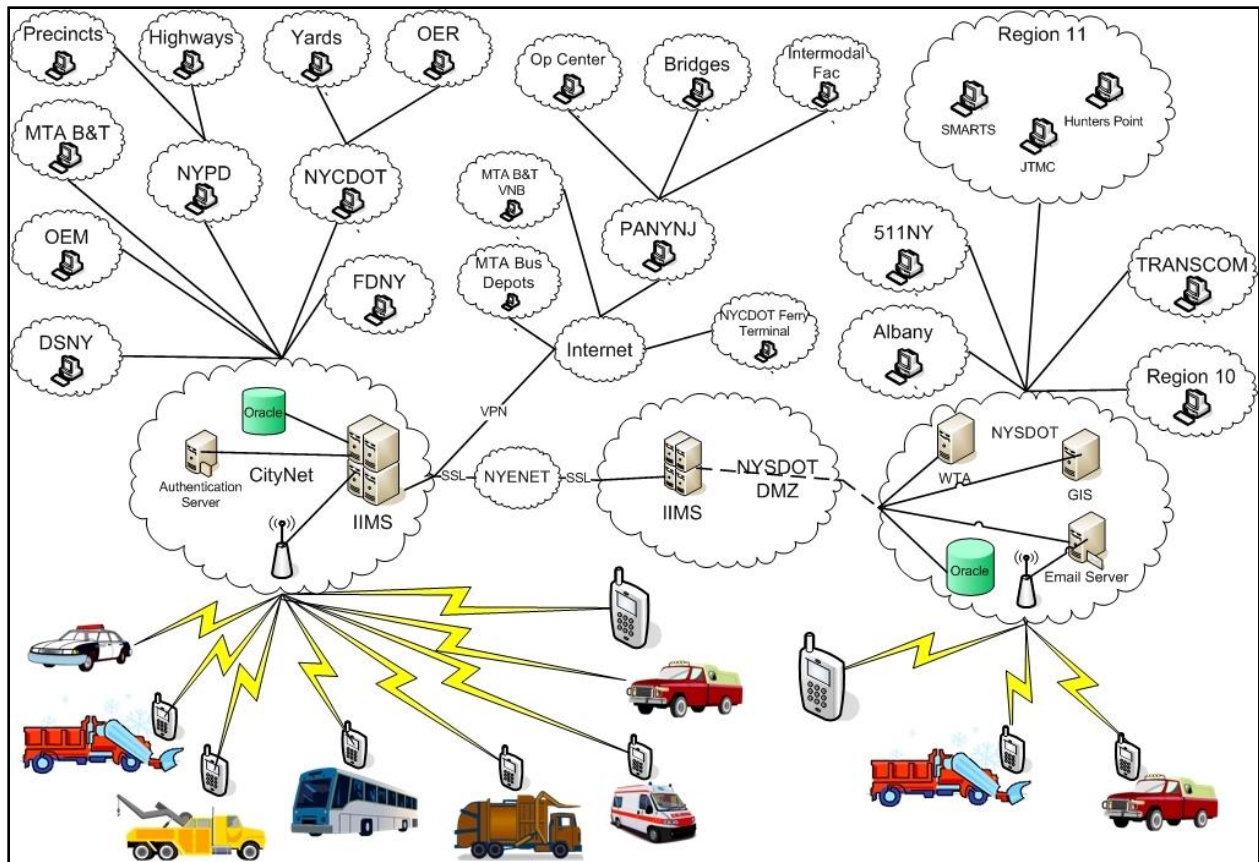 Precincts
Highways
Yards
OER
Op Center
Bridges
Intermodal
Fac
Region 11
SMARTS
Hunters Point
JTMC
MTA B&T
NYPD
NYCDOT
MTA B&T
VNB
PANYNJ
511NY
TRANSCOM
OEM
FDNY
MTA Bus
Depots
Internet
NYCDOT Ferry
Terminal
Albany
Region 10
DSNY
Oracle
VPN
CityNet
Authentication
Server
IIMS
SSL
NYENET
SSL
IIMS
NYSDOT
DMZ
NYSDOT
WTA
GIS
Oracle
Email Server